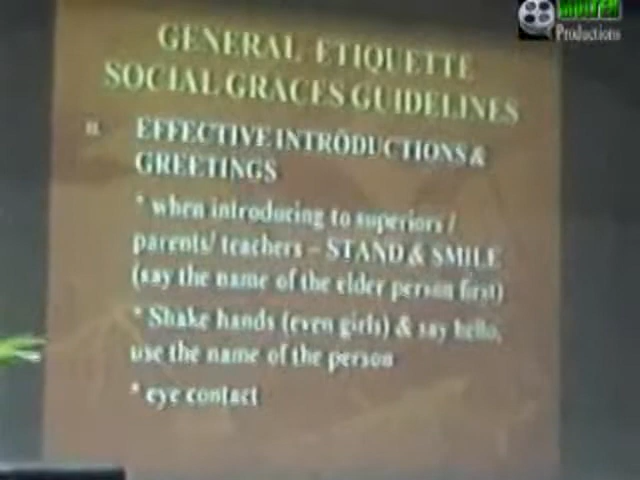 Productions
GENERAL ETIQUETTE
SOCIAL GRACES GUIDELINES
EFFECTIVE INTRODUCTIONS &
GREETINGS
* when introducing to superiors /
parents/ teachers – STAND & SMILE
(say the name of the elder person first)
* Shake hands (even girls) & say hello,
use the name of the person
* eye contact